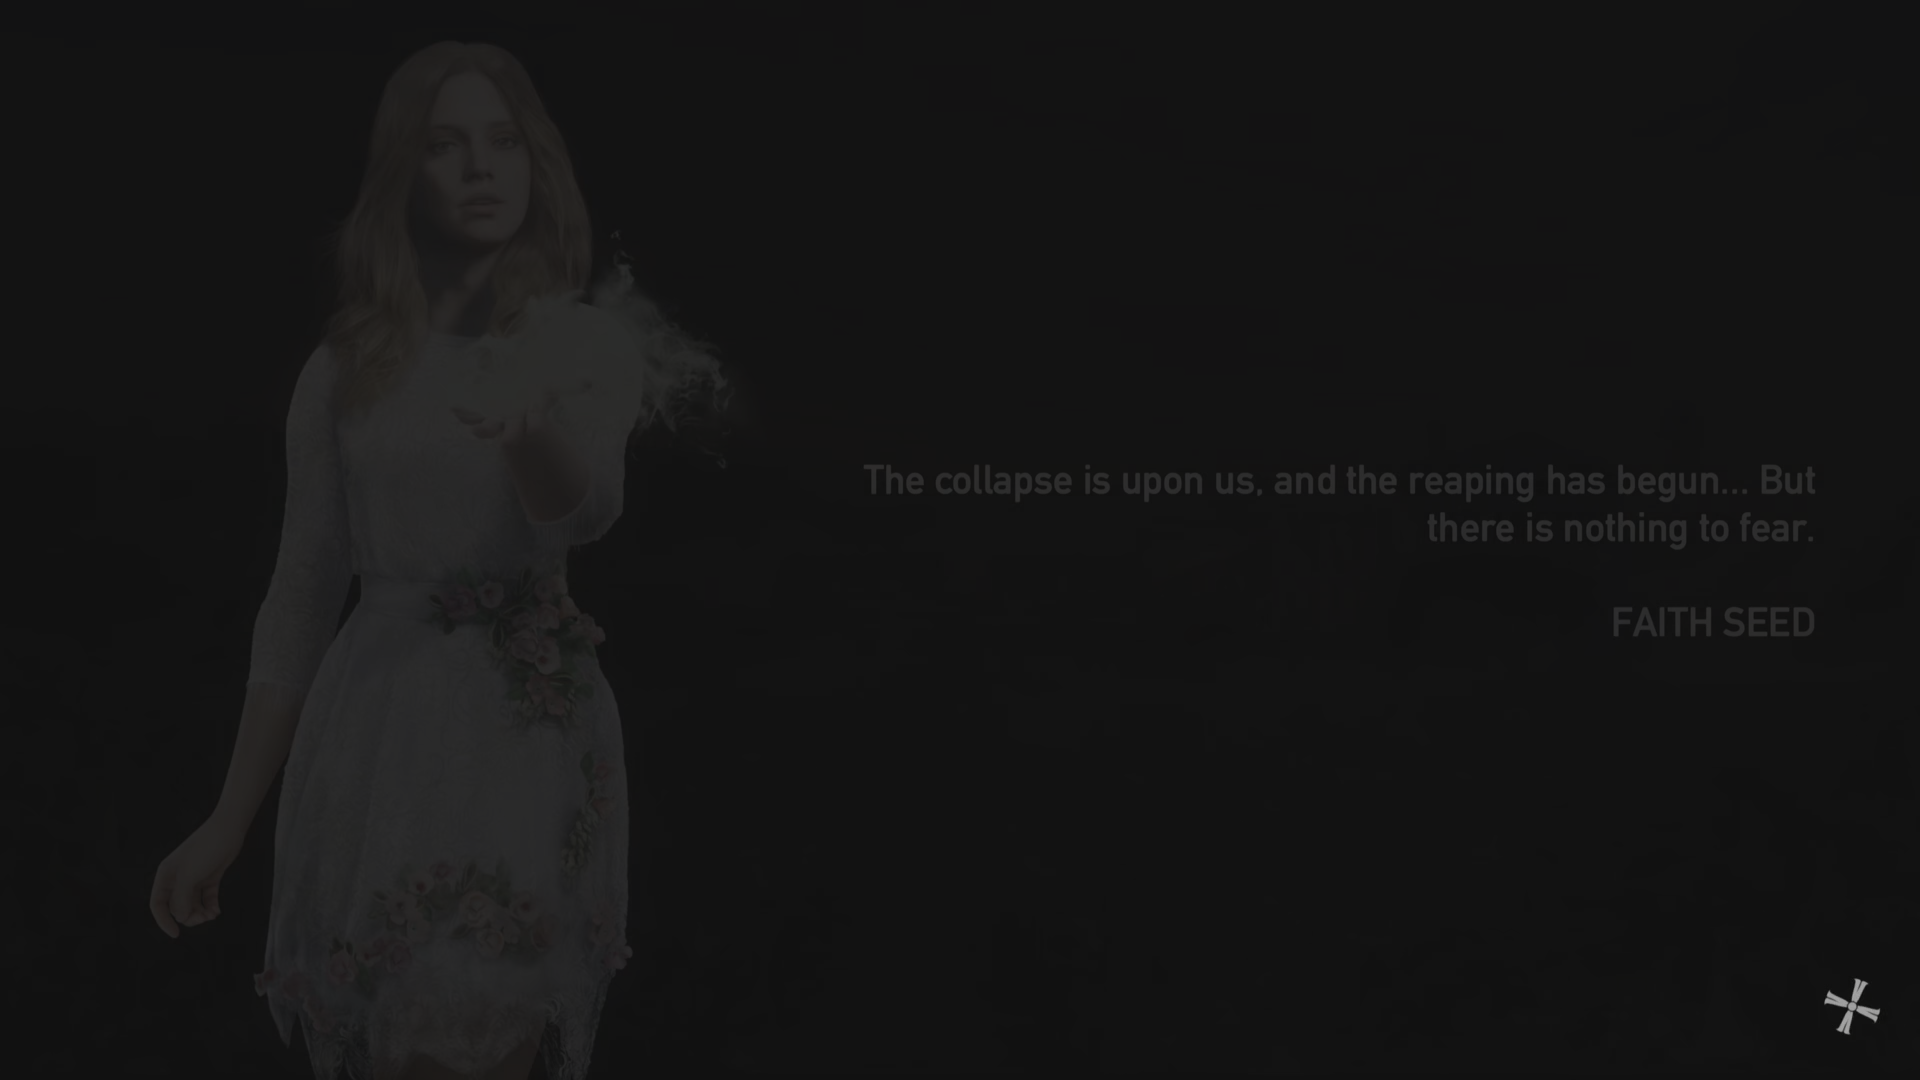 The collapse is upon us, and the reaping has begun... But
there is nothing to fear.
FAITH SEED